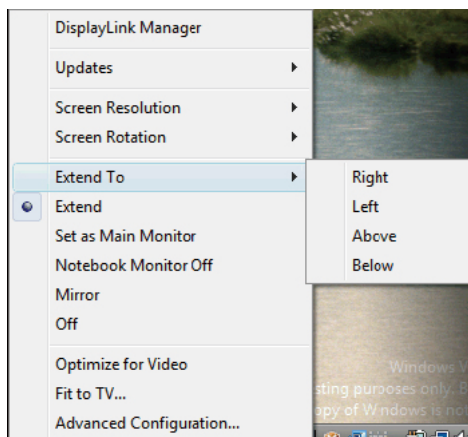 DisplayLink Manager
Updates
Screen Resolution
Screen Rotation
Extend To
Right
Extend
Left
Set as Main Monitor
Above
Notebook Monitor Off
Below
Mirror
Off
Optimize for Video
Windows V
Fit to TV...
sting purposes only. B
Advanced Configuration...
opy of Windows is not